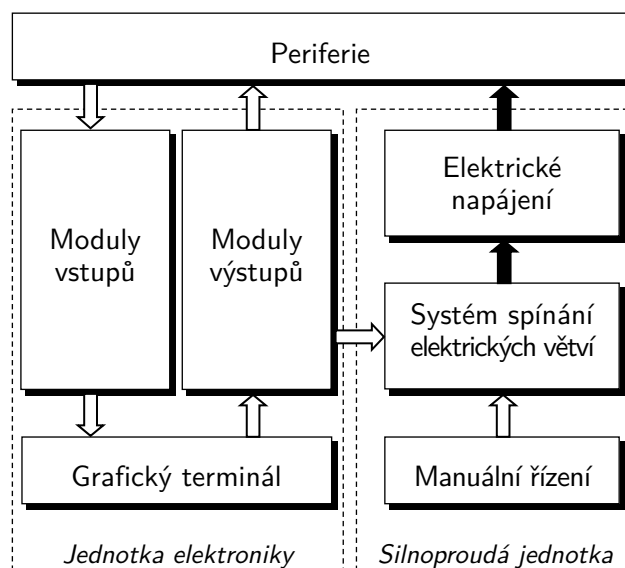 Periferie
Moduly
vstupů
Moduly
výstupů
Elektrické
napájení
Systém spínání
elektrických větví
Grafický terminál
Manuální řízení
Jednotka elektroniky
Silnoproudá jednotka